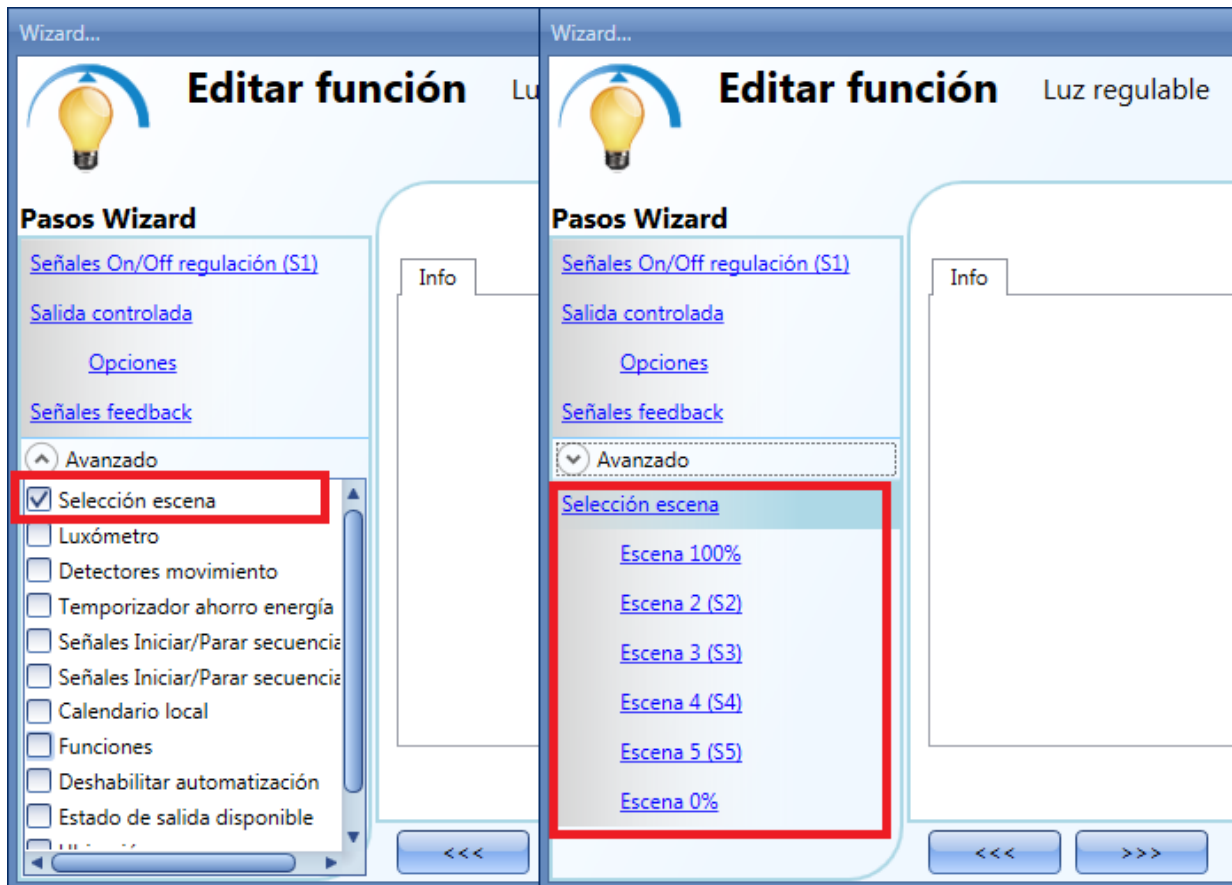 Wizard...
Editar función Lu
Pasos Wizard
Señales On/Off regulación (S1)
Salida controlada
Opciones
Señales feedback
Avanzado
Selección escena
Luxómetro
Detectores movimiento
Temporizador ahorro energía
Señales Iniciar/Parar secuencia
Señales Iniciar/Parar secuencia
Calendario local
Funciones
Deshabilitar automatización
Estado de salida disponible
Info
<<<
Wizard...
Editar función Luz regulable
Pasos Wizard
Señales On/Off regulación (S1)
Salida controlada
Opciones
Señales feedback
Avanzado
Selección escena
Escena 100%
Escena 2 (S2)
Escena 3 (S3)
Escena 4 (S4)
Escena 5 (S5)
Escena 0%
Info
<<< >>>